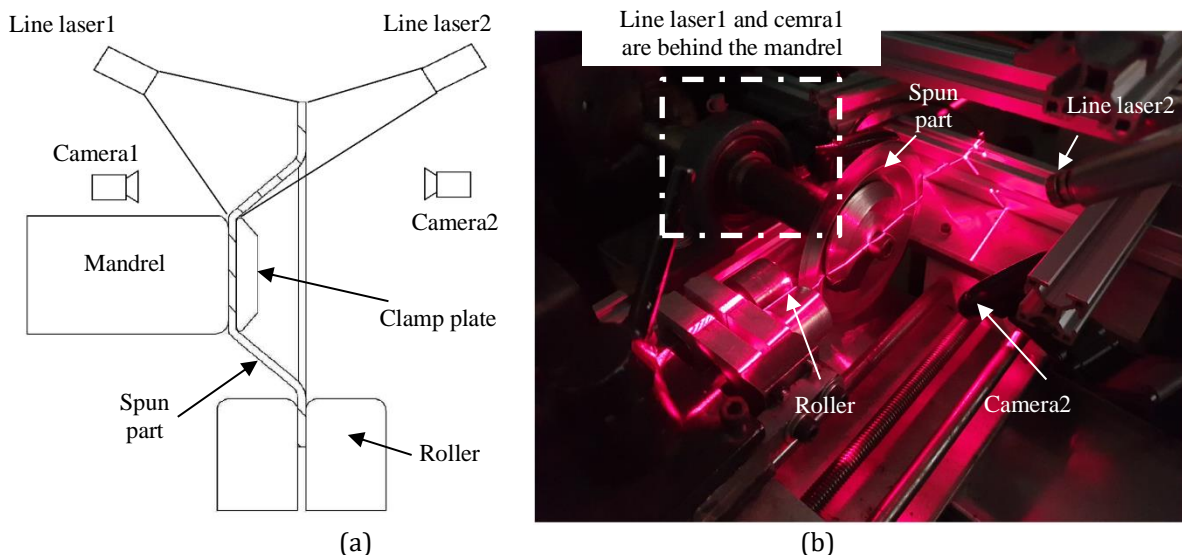 Line laser1
Line laser2
Camera1
Camera2
Mandrel
Clamp plate
Spun
part
Roller
(a)
Line laser1 and cemra1
are behind the mandrel
Spun
part
Line laser2
Roller
Camera2
(b)